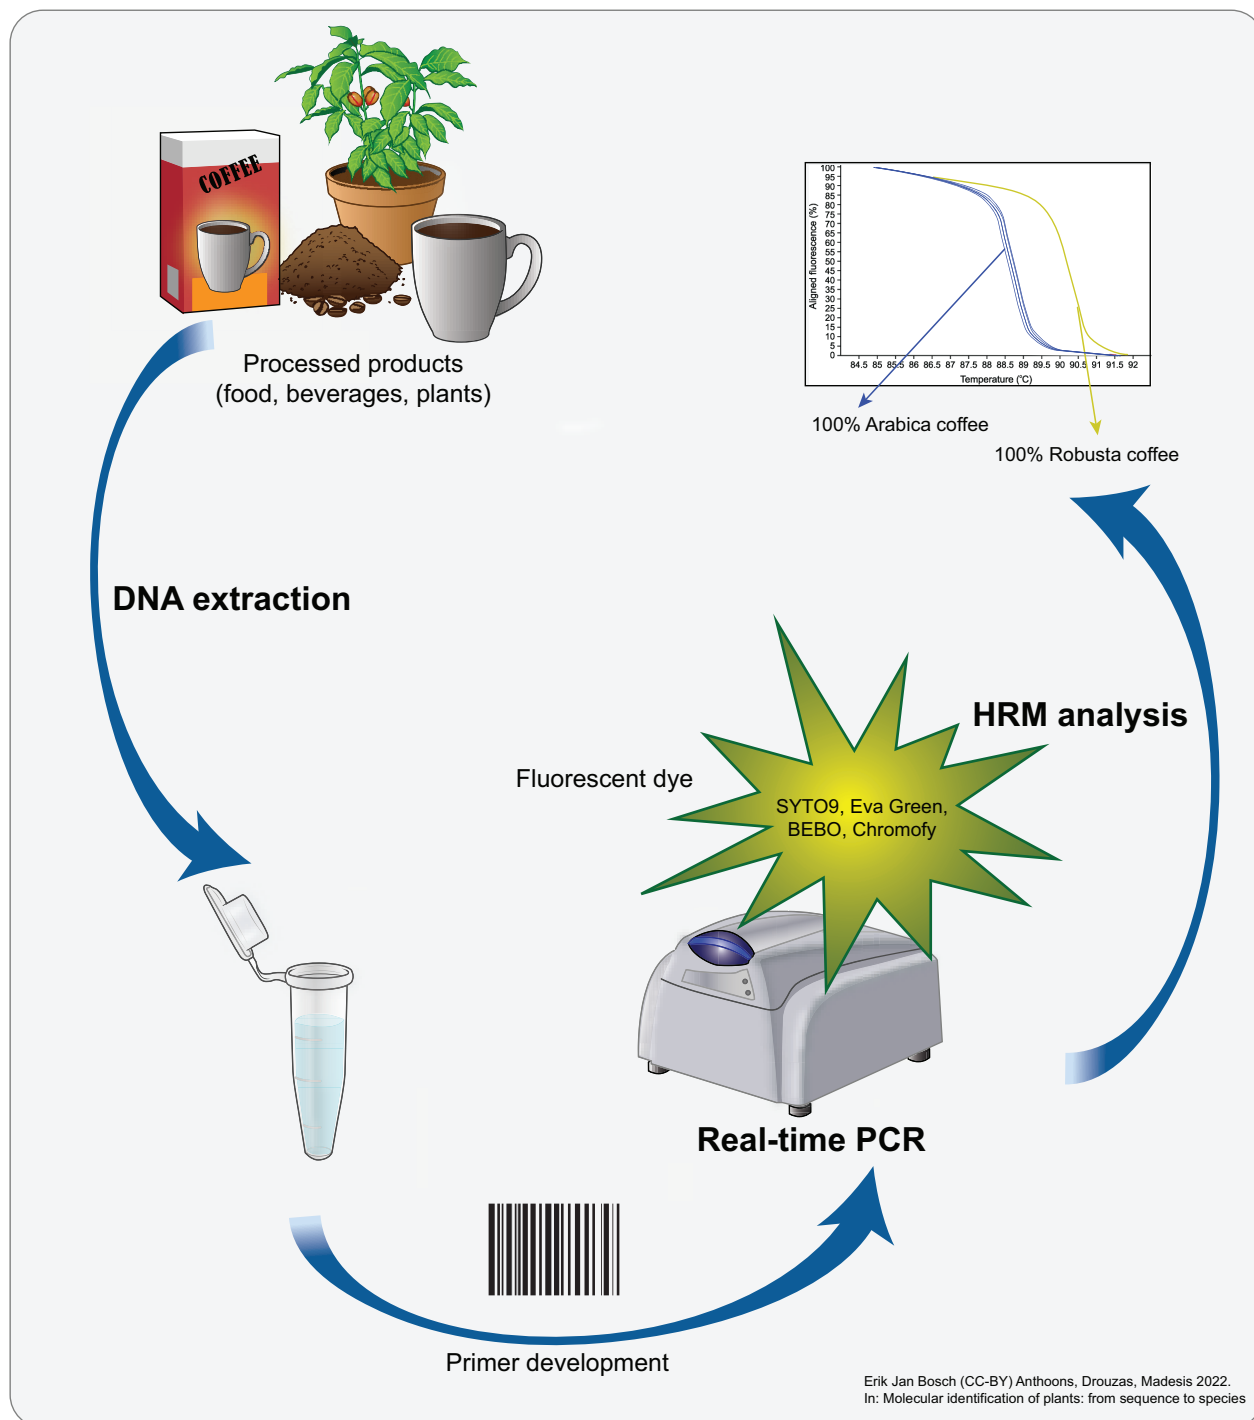 COFFEE
Processed products
(food, beverages, plants)
Aligned fluorescence (%)
100
95
90
85
80
75
70
65
60
55
50
45
40
35
30
25
20
15
10
5
0
84.5 85 85.5 86 86.5 87 87.5 88 88.5 89 89.5 90 90.5 91 91.5 92
Temperature (°C)
100% Arabica coffee
100% Robusta coffee
DNA extraction
HRM analysis
Fluorescent dye
SYTO9, Eva Green,
BEBO, Chromofy
Real-time PCR
Primer development
Erik Jan Bosch (CC-BY) Anthoons, Drouzas, Madesis 2022.
In: Molecular identification of plants: from sequence to species